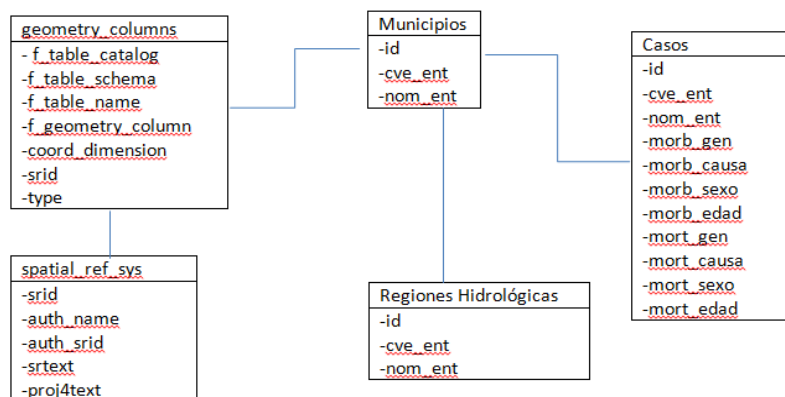 geometry_columns
- f_table_catalog
-f_table_schema
-f_table_name
-f_geometry_column
-coord_dimension
-srid
-type
Municipios
-id
-cve_ent
-nom_ent
Casos
-id
-cve_ent
-nom_ent
-morb_gen
-morb_causa
-morb_sexo
-morb_edad
-mort_gen
-mort_causa
-mort_sexo
-mort_edad
spatial_ref_sys
-srid
-auth_name
-auth_srid
-srtext
-proj4text
Regiones Hidrológicas
-id
-cve_ent
-nom_ent